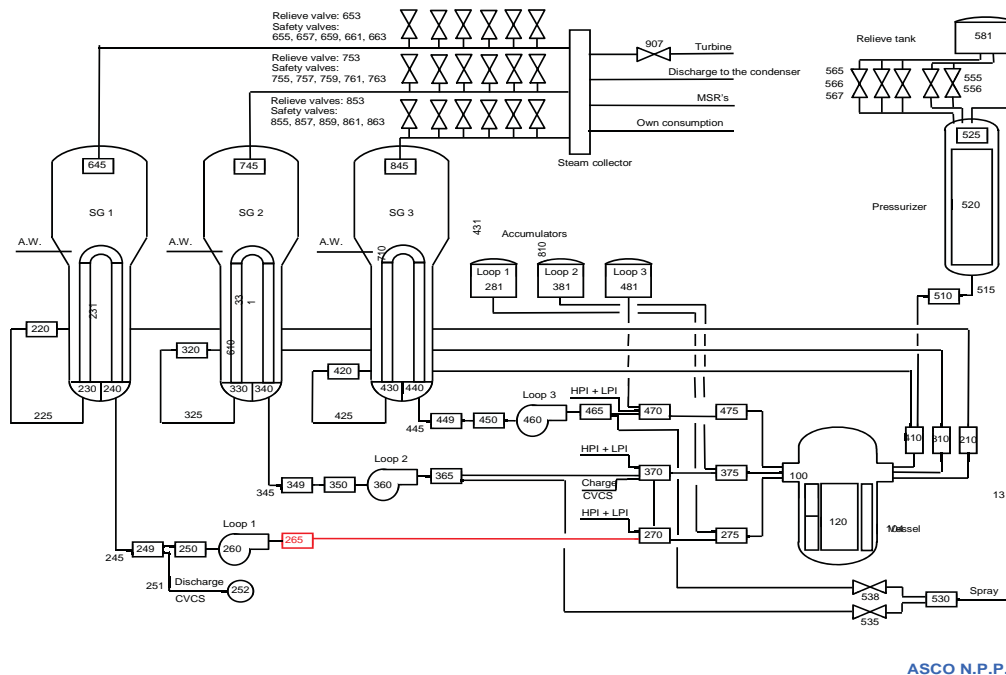 Relieve valve: 653
Safety valves:
655, 657, 659, 661, 663
Relieve valve: 753
Safety valves:
755, 757, 759, 761, 763
Relieve valves: 853
Safety valves:
855, 857, 859, 861, 863
907
Turbine
Discharge to the condenser
MSR's
Own consumption
Steam collector
Relieve tank
581
565
566
567
555
556
525
520
Pressurizer
510
515
645
745
845
SG 1
SG 2
SG 3
A.W.
A.W.
A.W.
431
Accumulators
810
710
Loop 1
281
Loop 2
381
Loop 3
481
231
33
1
610
220
320
420
230
240
330
340
430
440
225
325
425
445
449
450
Loop 3
460
465
HPI + LPI
470
475
410
310
210
345
349
350
Loop 2
360
365
HPI + LPI
370
375
Charge
CVCS
100
120
Vessel
13
245
249
250
Loop 1
260
265
HPI + LPI
270
275
251
Discharge
CVCS
252
538
535
530
Spray
ASCO N.P.P.